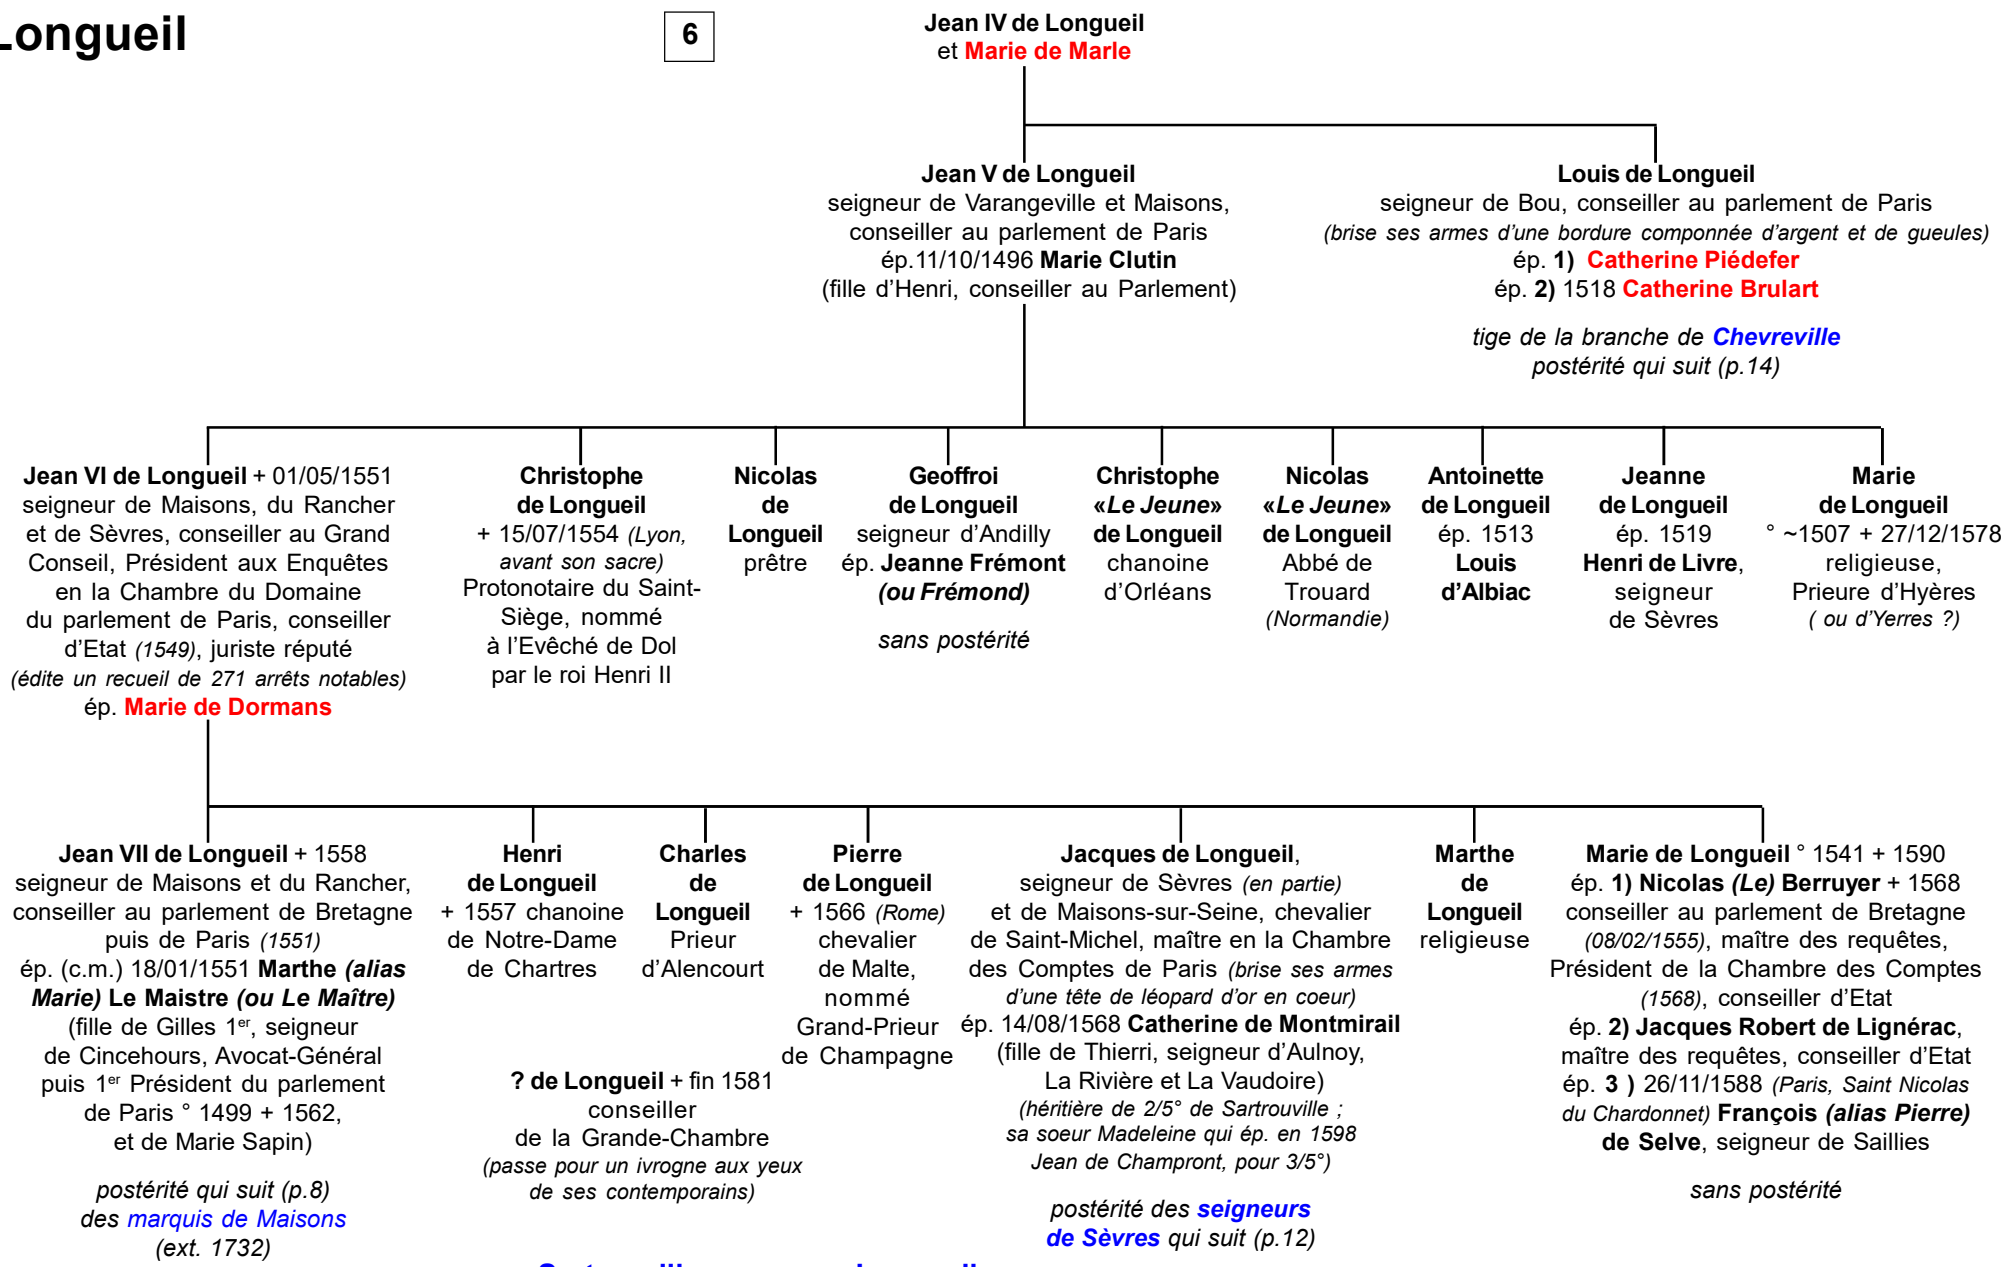 Longueil
6
Jean IV de Longueil
et Marie de Marle
Jean V de Longueil
seigneur de Varangeville et Maisons,
conseiller au parlement de Paris
ép.11/10/1496 Marie Clutin
(fille d’Henri, conseiller au Parlement)
Louis de Longueil
seigneur de Bou, conseiller au parlement de Paris
(brise ses armes d’une bordure componnée d’argent et de gueules)
ép. 1) Catherine Piédefer
ép. 2) 1518 Catherine Brulart
tige de la branche de Chevreville
postérité qui suit (p.14)
Jean VI de Longueil + 01/05/1551
seigneur de Maisons, du Rancher
et de Sèvres, conseiller au Grand
Conseil, Président aux Enquêtes
en la Chambre du Domaine
du parlement de Paris, conseiller
d’Etat (1549), juriste réputé
(édite un recueil de 271 arrêts notables)
ép. Marie de Dormans
Christophe
de Longueil
+ 15/07/1554 (Lyon,
avant son sacre)
Protonotaire du Saint-
Siège, nommé
à l’Evêché de Dol
par le roi Henri II
Nicolas
de
Longueil
prêtre
Geoffroi
de Longueil
seigneur d’Andilly
ép. Jeanne Frémont
(ou Frémond)
sans postérité
Christophe
«Le Jeune»
de Longueil
chanoine
d’Orléans
Nicolas
«Le Jeune»
de Longueil
Abbé de
Trouard
(Normandie)
Antoinette
de Longueil
ép. 1513
Louis
d’Albiac
Jeanne
de Longueil
ép. 1519
Henri de Livre,
seigneur
de Sèvres
Marie
de Longueil
° ~1507 + 27/12/1578
religieuse,
Prieure d’Hyères
( ou d’Yerres ?)
Jean VII de Longueil + 1558
seigneur de Maisons et du Rancher,
conseiller au parlement de Bretagne
puis de Paris (1551)
ép. (c.m.) 18/01/1551 Marthe (alias
Marie) Le Maistre (ou Le Maître)
(fille de Gilles 1er, seigneur
de Cincehours, Avocat-Général
puis 1er Président du parlement
de Paris ° 1499 + 1562,
et de Marie Sapin)
postérité qui suit (p.8)
des marquis de Maisons
(ext. 1732)
Henri
de Longueil
+ 1557 chanoine
de Notre-Dame
de Chartres
Charles
de
Longueil
Prieur
d’Alencourt
Pierre
de Longueil
+ 1566 (Rome)
chevalier
de Malte,
nommé
Grand-Prieur
de Champagne
? de Longueil + fin 1581
conseiller
de la Grande-Chambre
(passe pour un ivrogne aux yeux
de ses contemporains)
Jacques de Longueil,
seigneur de Sèvres (en partie)
et de Maisons-sur-Seine, chevalier
de Saint-Michel, maître en la Chambre
des Comptes de Paris (brise ses armes
d’une tête de léopard d’or en coeur)
ép. 14/08/1568 Catherine de Montmirail
(fille de Thierri, seigneur d’Aulnoy,
La Rivière et La Vaudoire)
(héritière de 2/5° de Sartrouville ;
sa soeur Madeleine qui ép. en 1598
Jean de Champront, pour 3/5°)
postérité des seigneurs
de Sèvres qui suit (p.12)
Marthe
de
Longueil
religieuse
Marie de Longueil ° 1541 + 1590
ép. 1) Nicolas (Le) Berruyer + 1568
conseiller au parlement de Bretagne
(08/02/1555), maître des requêtes,
Président de la Chambre des Comptes
(1568), conseiller d’Etat
ép. 2) Jacques Robert de Lignérac,
maître des requêtes, conseiller d’Etat
ép. 3 ) 26/11/1588 (Paris, Saint Nicolas
du Chardonnet) François (alias Pierre)
de Selve, seigneur de Saillies
sans postérité